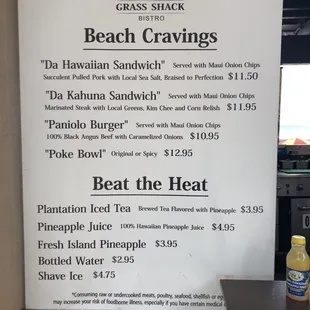 GRASS SHACK
BISTRO
Beach Cravings
"Da Hawaiian Sandwich" Served with Maui Onion Chips
Succulent Pulled Pork with Local Sea Salt, Braised to Perfection $11.50
"Da Kahuna Sandwich" Served with Maui Onion Chips
Marinated Steak with Local Greens, Kim Chee and Corn Relish $11.95
"Paniolo Burger" Served with Maui Onion Chips
100% Black Angus Beef with Caramelized Onions $10.95
"Poke Bowl" Original or Spicy $12.95
Beat the Heat
Plantation Iced Tea Brewed Tea Flavored with Pineapple $3.95
Pineapple Juice 100% Hawaiian Pineapple Juice $4.95
Fresh Island Pineapple $3.95
Bottled Water $2.95
Shave Ice $4.75
*Consuming raw or undercooked meats, poultry, seafood, shellfish or eg
may increase your risk of foodborne illness, especially if you have certain medical c